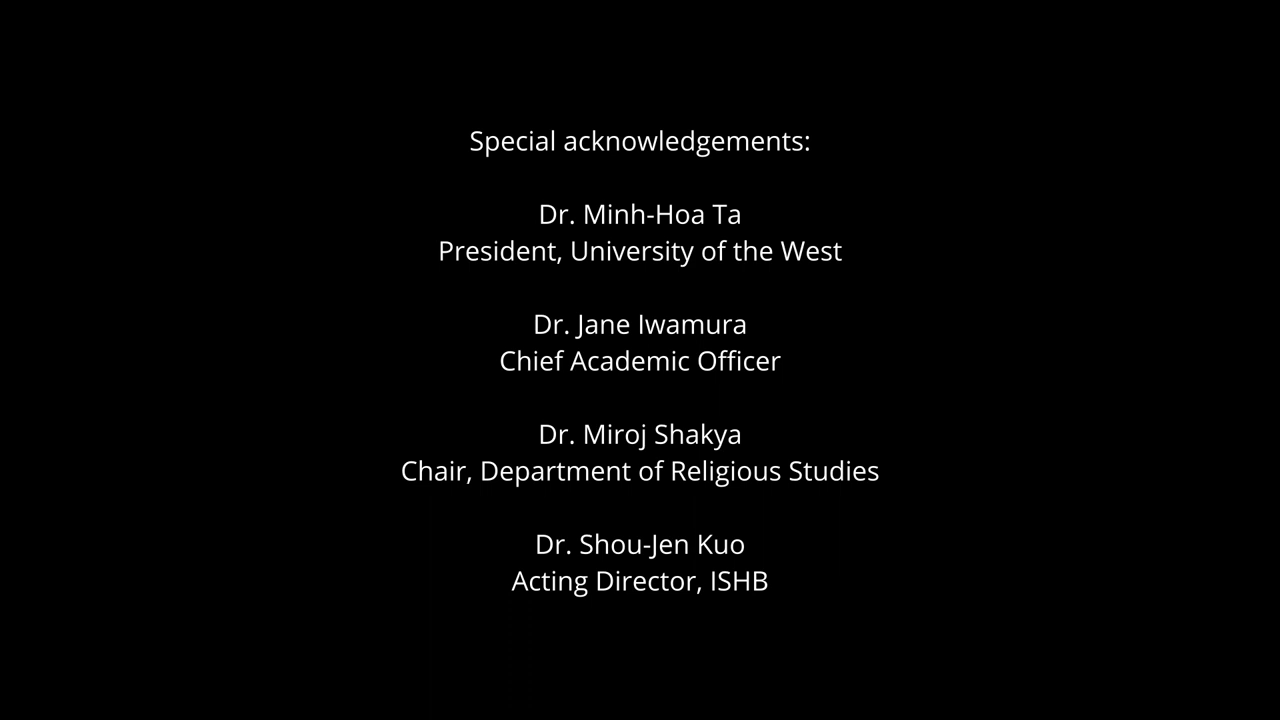 Special acknowledgements:
Dr. Minh-Hoa Ta
President, University of the West
Dr. Jane Iwamura
Chief Academic Officer
Dr. Miroj Shakya
Chair, Department of Religious Studies
Dr. Shou-Jen Kuo
Acting Director, ISHB